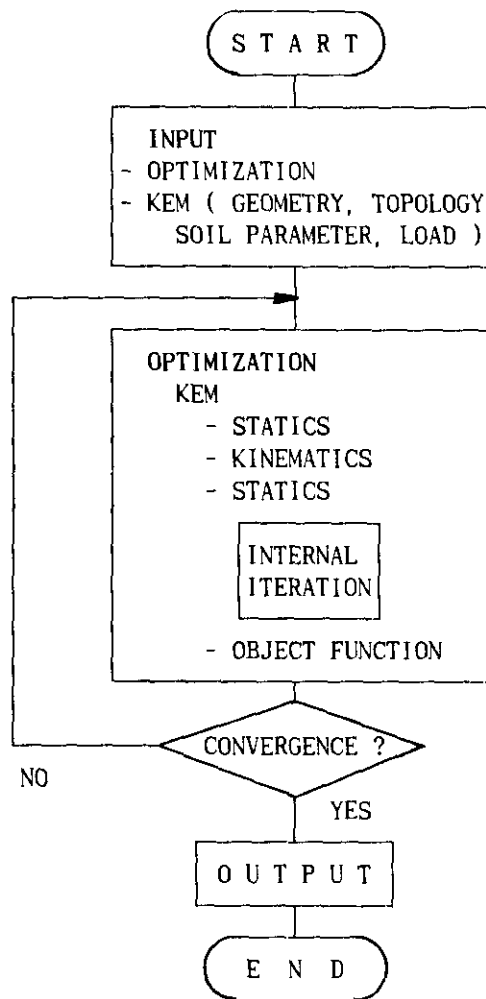 S T A R T
INPUT
- OPTIMIZATION
- KEM ( GEOMETRY, TOPOLOGY
SOIL PARAMETER, LOAD )
OPTIMIZATION
KEM
- STATICS
- KINEMATICS
- STATICS
INTERNAL
ITERATION
- OBJECT FUNCTION
CONVERGENCE ?
NO
YES
O U T P U T
E N D